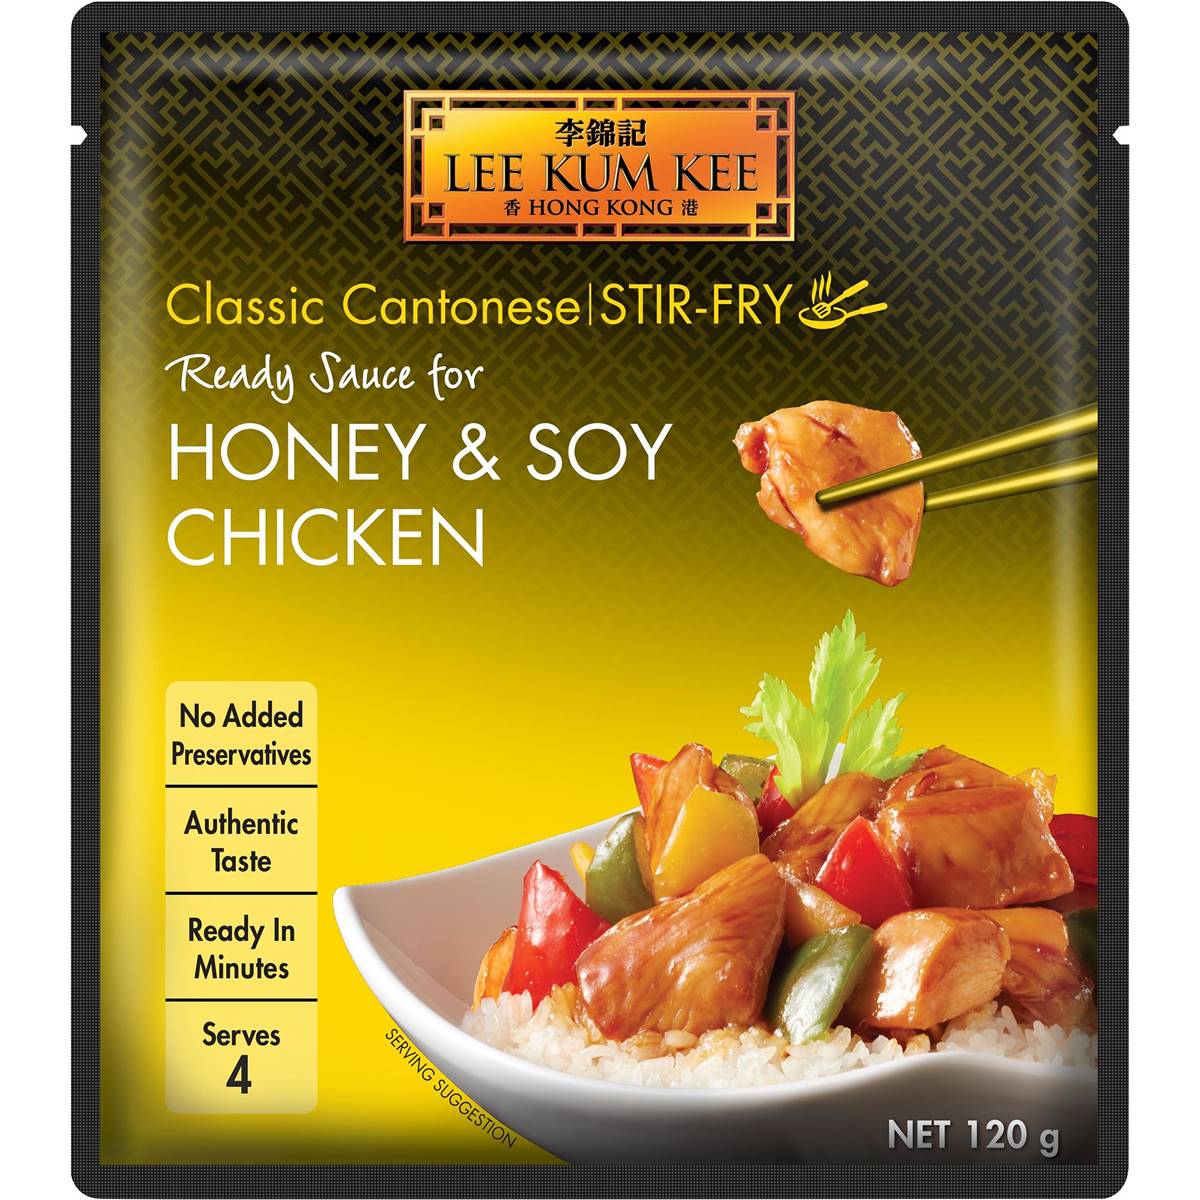 李錦記
LEE KUM KEE
香 HONG KONG 港
Classic Cantonese|STIR-FRY
Ready Sauce for
HONEY & SOY
CHICKEN
No Added
Preservatives
Authentic
Taste
Ready In
Minutes
Serves
4
SERVING SUGGESTION
NET 120 g